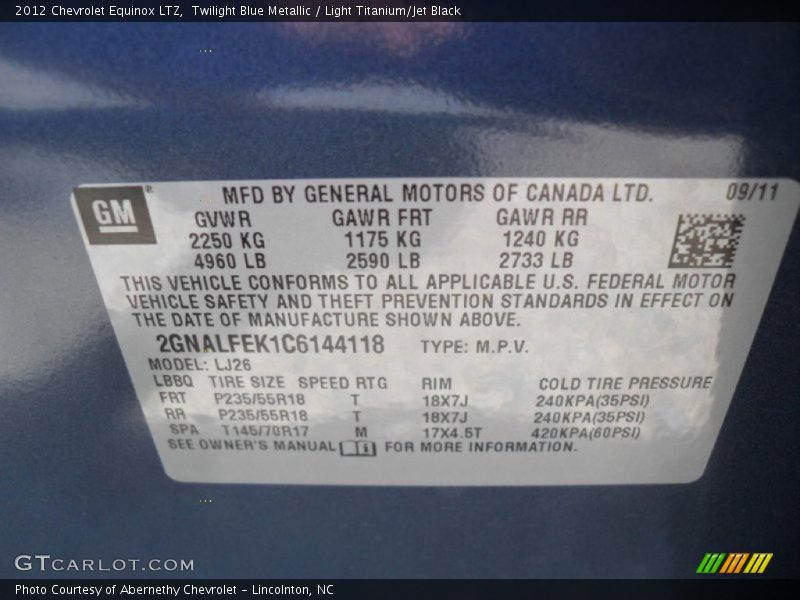 2012 Chevrolet Equinox LTZ, Twilight Blue Metallic / Light Titanium/Jet Black
GM ®
MFD BY GENERAL MOTORS OF CANADA LTD. 09/11
GVWR GAWR FRT GAWR RR
2250 KG 1175 KG 1240 KG
4960 LB 2590 LB 2733 LB
THIS VEHICLE CONFORMS TO ALL APPLICABLE U.S. FEDERAL MOTOR
VEHICLE SAFETY AND THEFT PREVENTION STANDARDS IN EFFECT ON
THE DATE OF MANUFACTURE SHOWN ABOVE.
2GNALFEK1C6144118 TYPE: M.P.V.
MODEL: LJ26
LBBQ TIRE SIZE SPEED RTG RIM COLD TIRE PRESSURE
FRT P235/55R18 T 18X7J 240KPA(35PSI)
RR P235/55R18 T 18X7J 240KPA(35PSI)
SPA T145/70R17 M 17X4.5T 420KPA(60PSI)
SEE OWNER'S MANUAL FOR MORE INFORMATION.
GTCARLOT.COM
Photo Courtesy of Abernethy Chevrolet – Lincolnton, NC